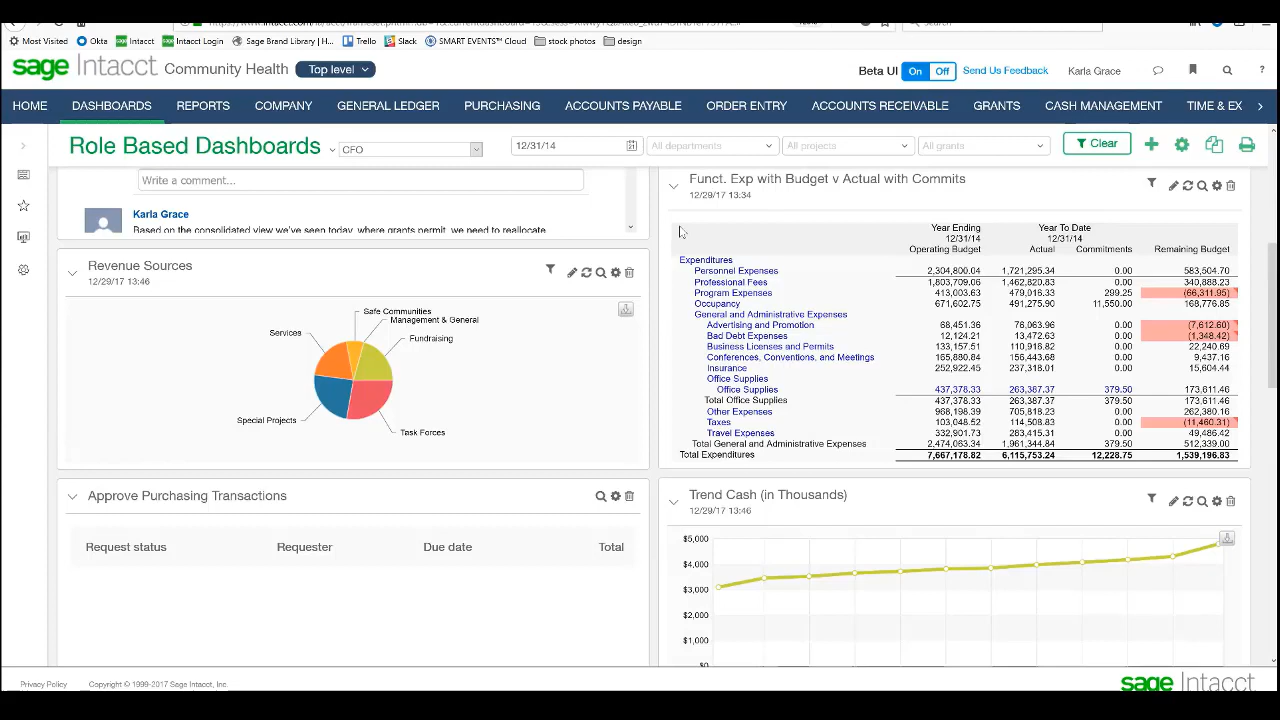 Most Visited Okta Intacct Intacct Login Sage Brand Library | H... Trello Slack SMART EVENTS™ Cloud stock photos design
sage Intacct Community Health Top level
Beta UI On Off Send Us Feedback Karla Grace ?
HOME DASHBOARDS REPORTS COMPANY GENERAL LEDGER PURCHASING ACCOUNTS PAYABLE ORDER ENTRY ACCOUNTS RECEIVABLE GRANTS CASH MANAGEMENT TIME & EX
Role Based Dashboards CFO 12/31/14 All departments All projects All grants Clear
Write a comment...
Karla Grace
Based on the consolidated view we've seen today, where grants permit, we need to reallocate
Funct. Exp with Budget v Actual with Commits
12/29/17 13:34
Year Ending Year To Date
12/31/14 12/31/14
Operating Budget Actual Commitments Remaining Budget
Expenditures
Personnel Expenses 2,304,800.04 1,721,295.34 0.00 583,504.70
Professional Fees 1,803,709.06 1,462,820.83 0.00 340,888.23
Program Expenses 413,003.63 479,016.33 299.25 (66,311.95)
Occupancy 671,602.75 491,275.90 11,550.00 168,776.85
General and Administrative Expenses
Advertising and Promotion 68,451.36 76,063.96 0.00 (7,612.60)
Bad Debt Expenses 12,124.21 13,472.63 0.00 (1,348.42)
Business Licenses and Permits 133,157.51 110,918.82 0.00 22,240.69
Conferences, Conventions, and Meetings 165,880.84 156,443.68 0.00 9,437.16
Insurance 252,922.45 237,318.01 0.00 15,604.44
Office Supplies
Office Supplies 437,378.33 263,387.37 379.50 173,611.46
Total Office Supplies 437,378.33 263,387.37 379.50 173,611.46
Other Expenses 968,198.39 705,818.23 0.00 262,380.16
Taxes 103,048.52 114,508.83 0.00 (11,460.31)
Travel Expenses 332,901.73 283,415.31 0.00 49,486.42
Total General and Administrative Expenses 2,474,063.34 1,961,344.84 379.50 512,339.00
Total Expenditures 7,667,178.82 6,115,753.24 12,228.75 1,539,196.83
Revenue Sources
12/29/17 13:46
Safe Communities
Management & General
Services
Fundraising
Special Projects
Task Forces
Approve Purchasing Transactions
Request status Requester Due date Total
Trend Cash (in Thousands)
12/29/17 13:46
$5,000
$4,000
$3,000
$2,000
$1,000
$0
Privacy Policy Copyright © 1999-2017 Sage Intacct, Inc.
sage Intacct